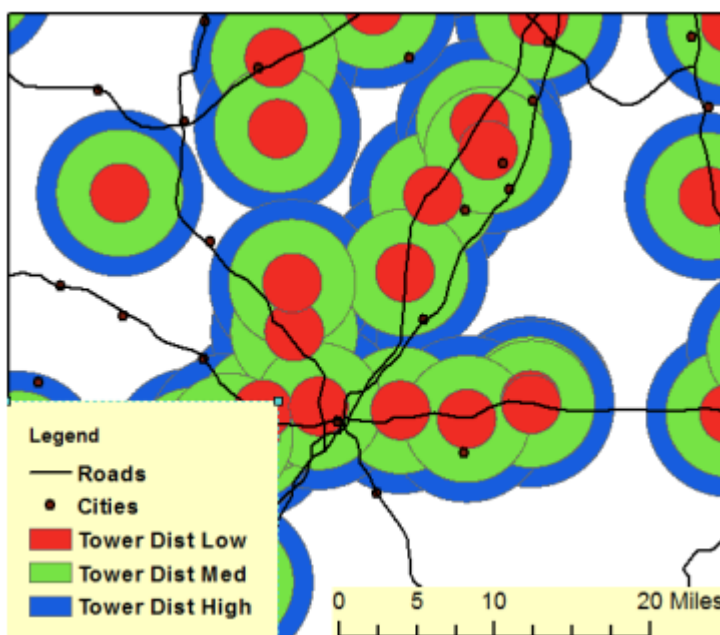 Legend
Roads
Cities
Tower Dist Low
Tower Dist Med
Tower Dist High
0 5 10 20 Miles